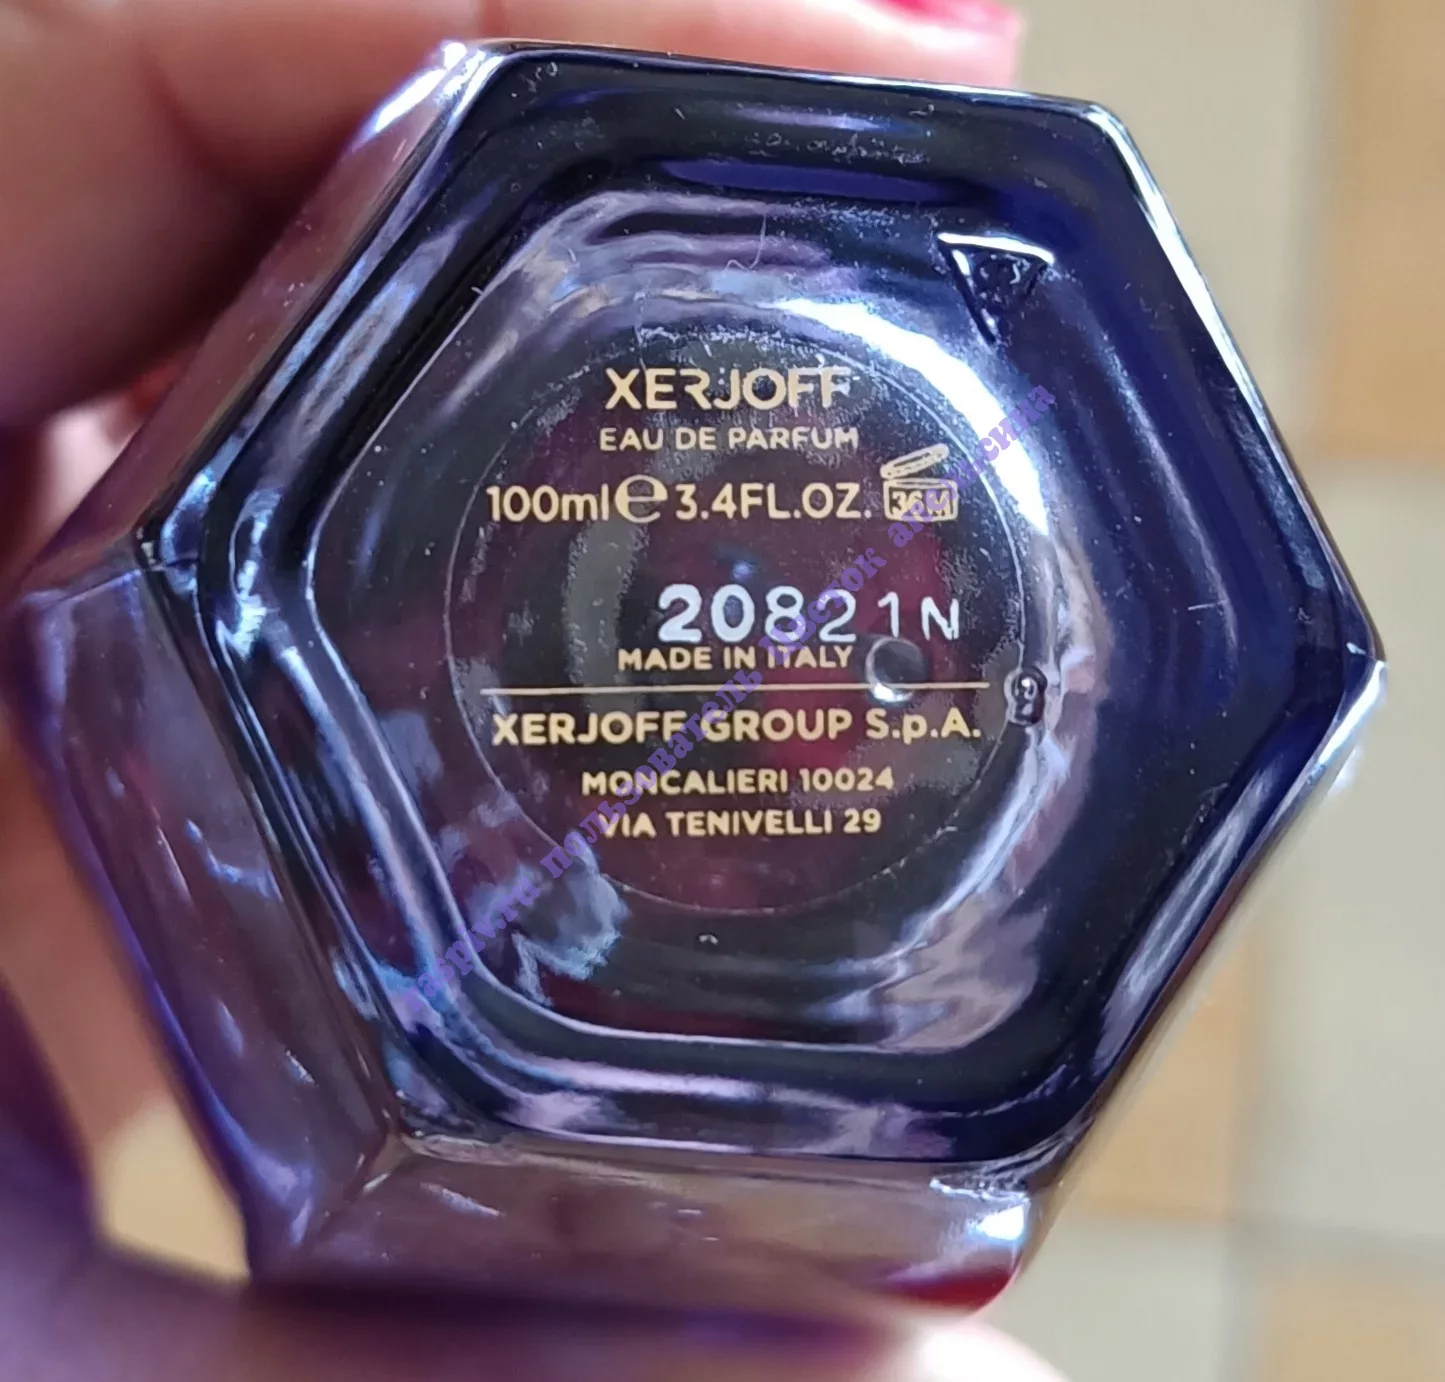 XERJOFF
EAU DE PARFUM
100ml e 3.4FL.OZ. 36M
20821N
MADE IN ITALY
XERJOFF GROUP S.p.A.
MONCALIERI 10024
VIA TENIVELLI 29
пользователь